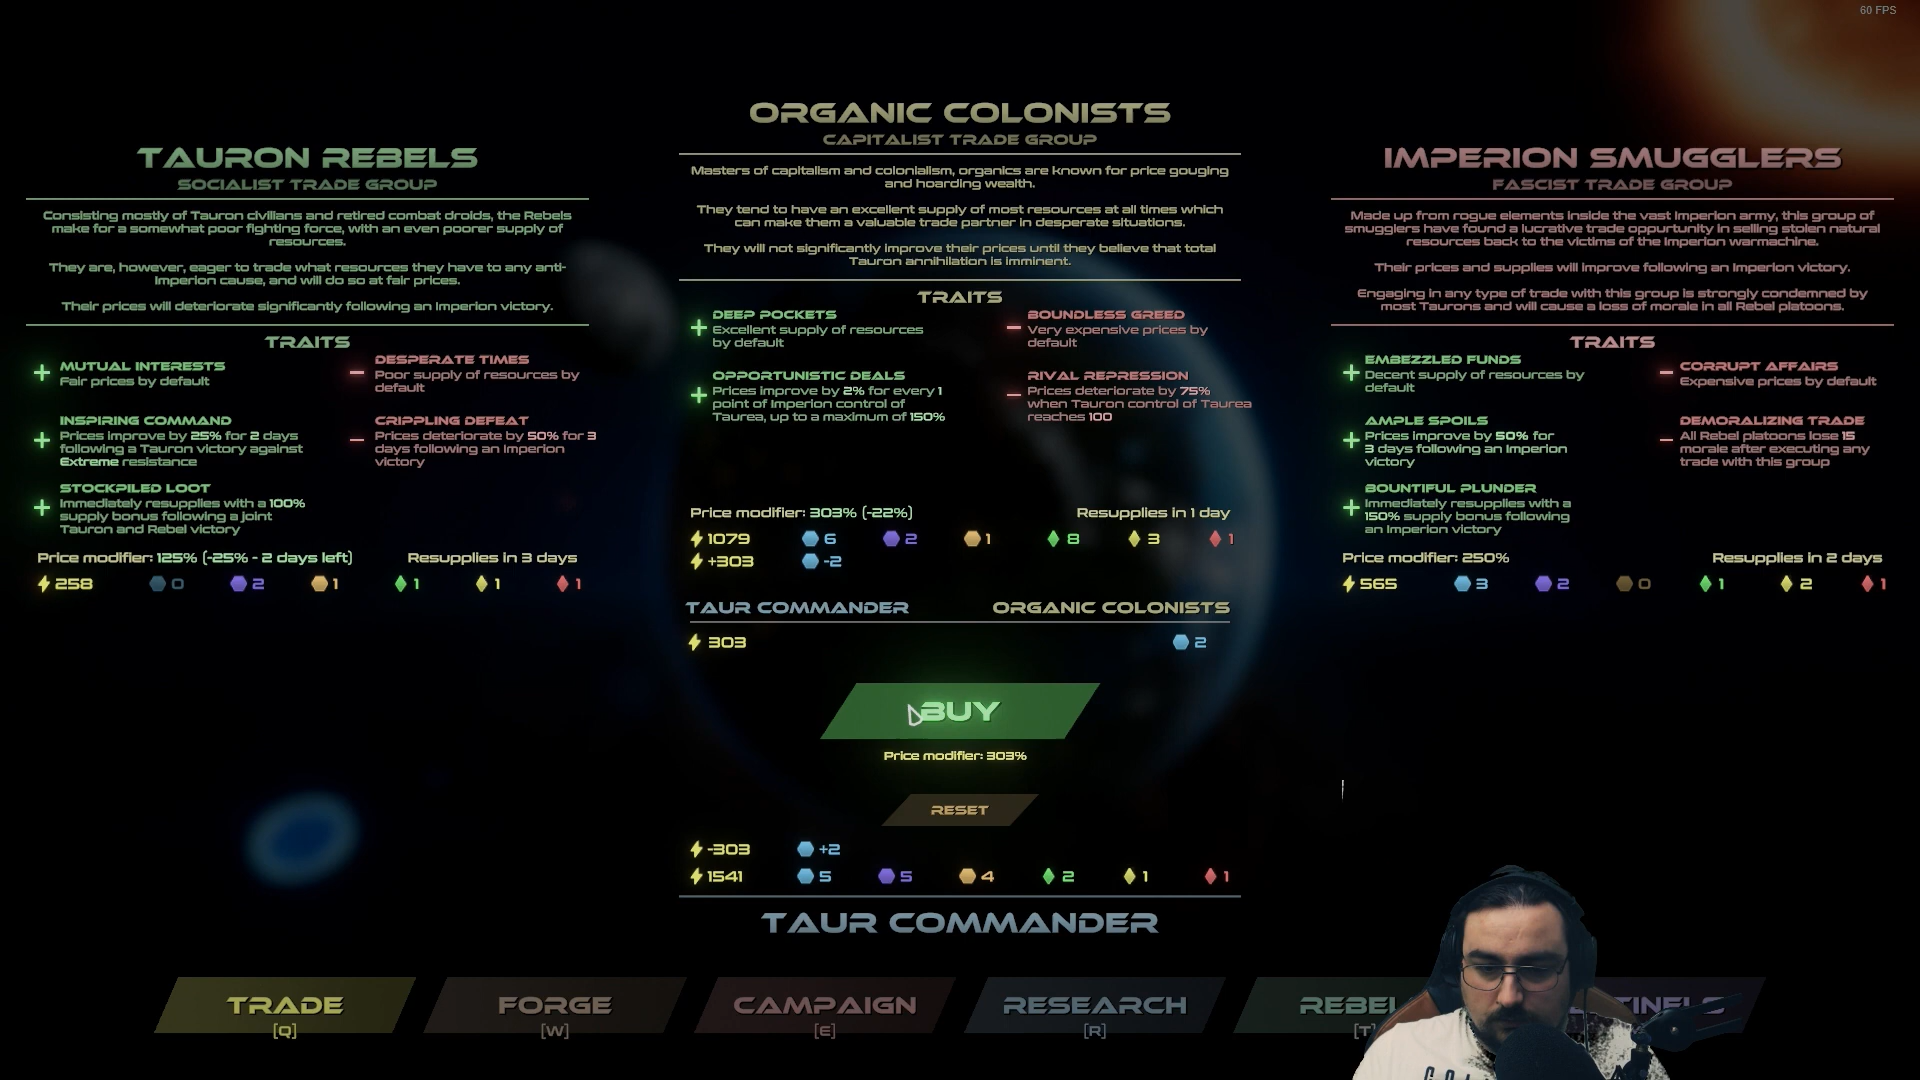 60 FPS
TAURON REBELS
SOCIALIST TRADE GROUP
Consisting mostly of Tauron civilians and retired combat droids, the Rebels
make for a somewhat poor fighting force, with an even poorer supply of
resources.
They are, however, eager to trade what resources they have to any anti-
Imperion cause, and will do so at fair prices.
Their prices will deteriorate significantly following an Imperion victory.
TRAITS
+ MUTUAL INTERESTS
Fair prices by default
− DESPERATE TIMES
Poor supply of resources by
default
+ INSPIRING COMMAND
Prices improve by 25% for 2 days
following a Tauron victory against
Extreme resistance
− CRIPPLING DEFEAT
Prices deteriorate by 50% for 3
days following an Imperion
victory
+ STOCKPILED LOOT
Immediately resupplies with a 100%
supply bonus following a joint
Tauron and Rebel victory
Price modifier: 125% (-25% - 2 days left) Resupplies in 3 days
258 0 2 1 1 1 1
ORGANIC COLONISTS
CAPITALIST TRADE GROUP
Masters of capitalism and colonialism, organics are known for price gouging
and hoarding wealth.
They tend to have an excellent supply of most resources at all times which
can make them a valuable trade partner in desperate situations.
They will not significantly improve their prices until they believe that total
Tauron annihilation is imminent.
TRAITS
+ DEEP POCKETS
Excellent supply of resources
by default
− BOUNDLESS GREED
Very expensive prices by
default
+ OPPORTUNISTIC DEALS
Prices improve by 2% for every 1
point of Imperion control of
Taurea, up to a maximum of 150%
− RIVAL REPRESSION
Prices deteriorate by 75%
when Tauron control of Taurea
reaches 100
Price modifier: 303% (-22%) Resupplies in 1 day
1079 6 2 1 8 3 1
+303 -2
TAUR COMMANDER ORGANIC COLONISTS
303 2
BUY
Price modifier: 303%
RESET
-303 +2
1541 5 5 4 2 1 1
TAUR COMMANDER
IMPERION SMUGGLERS
FASCIST TRADE GROUP
Made up from rogue elements inside the vast Imperion army, this group of
smugglers have found a lucrative trade opportunity in selling stolen natural
resources back to the victims of the Imperion warmachine.
Their prices and supplies will improve following an Imperion victory.
Engaging in any type of trade with this group is strongly condemned by
most Taurons and will cause a loss of morale in all Rebel platoons.
TRAITS
+ EMBEZZLED FUNDS
Decent supply of resources by
default
− CORRUPT AFFAIRS
Expensive prices by default
+ AMPLE SPOILS
Prices improve by 50% for
3 days following an Imperion
victory
− DEMORALIZING TRADE
All Rebel platoons lose 15
morale after executing any
trade with this group
+ BOUNTIFUL PLUNDER
Immediately resupplies with a
150% supply bonus following
an Imperion victory
Price modifier: 250% Resupplies in 2 days
565 3 2 0 1 2 1
TRADE FORGE CAMPAIGN RESEARCH REBEL TINELS
[Q] [W] [E] [R] [T]